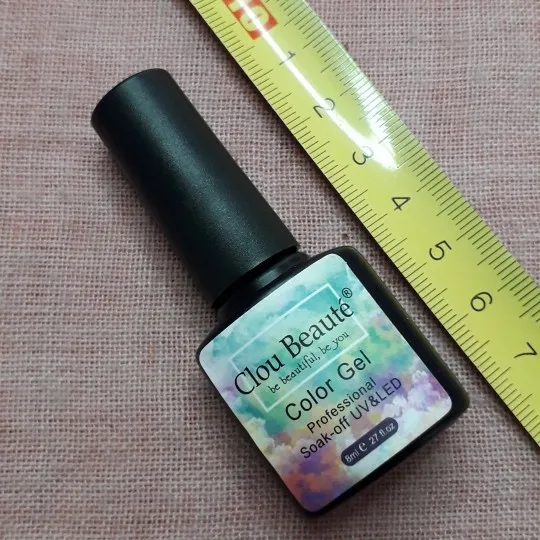 1
2
3
4
5
6
7
Clou Beauté®
be beautiful, be you
Color Gel
Professional
Soak-off UV&LED
8ml ℮ .27 fl.oz